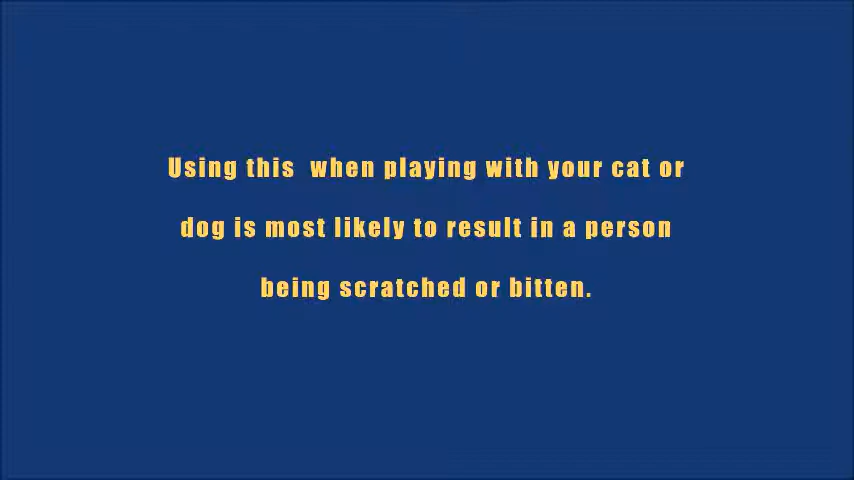 Using this  when playing with your cat or
dog is most likely to result in a person
being scratched or bitten.